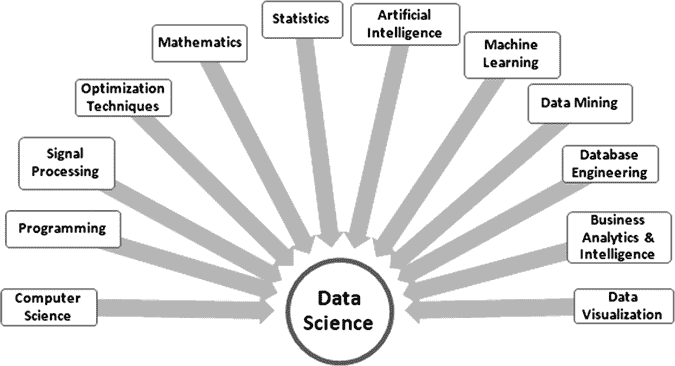 Computer
Science
Programming
Signal
Processing
Optimization
Techniques
Mathematics
Statistics
Artificial
Intelligence
Machine
Learning
Data Mining
Database
Engineering
Business
Analytics &
Intelligence
Data
Visualization
Data
Science